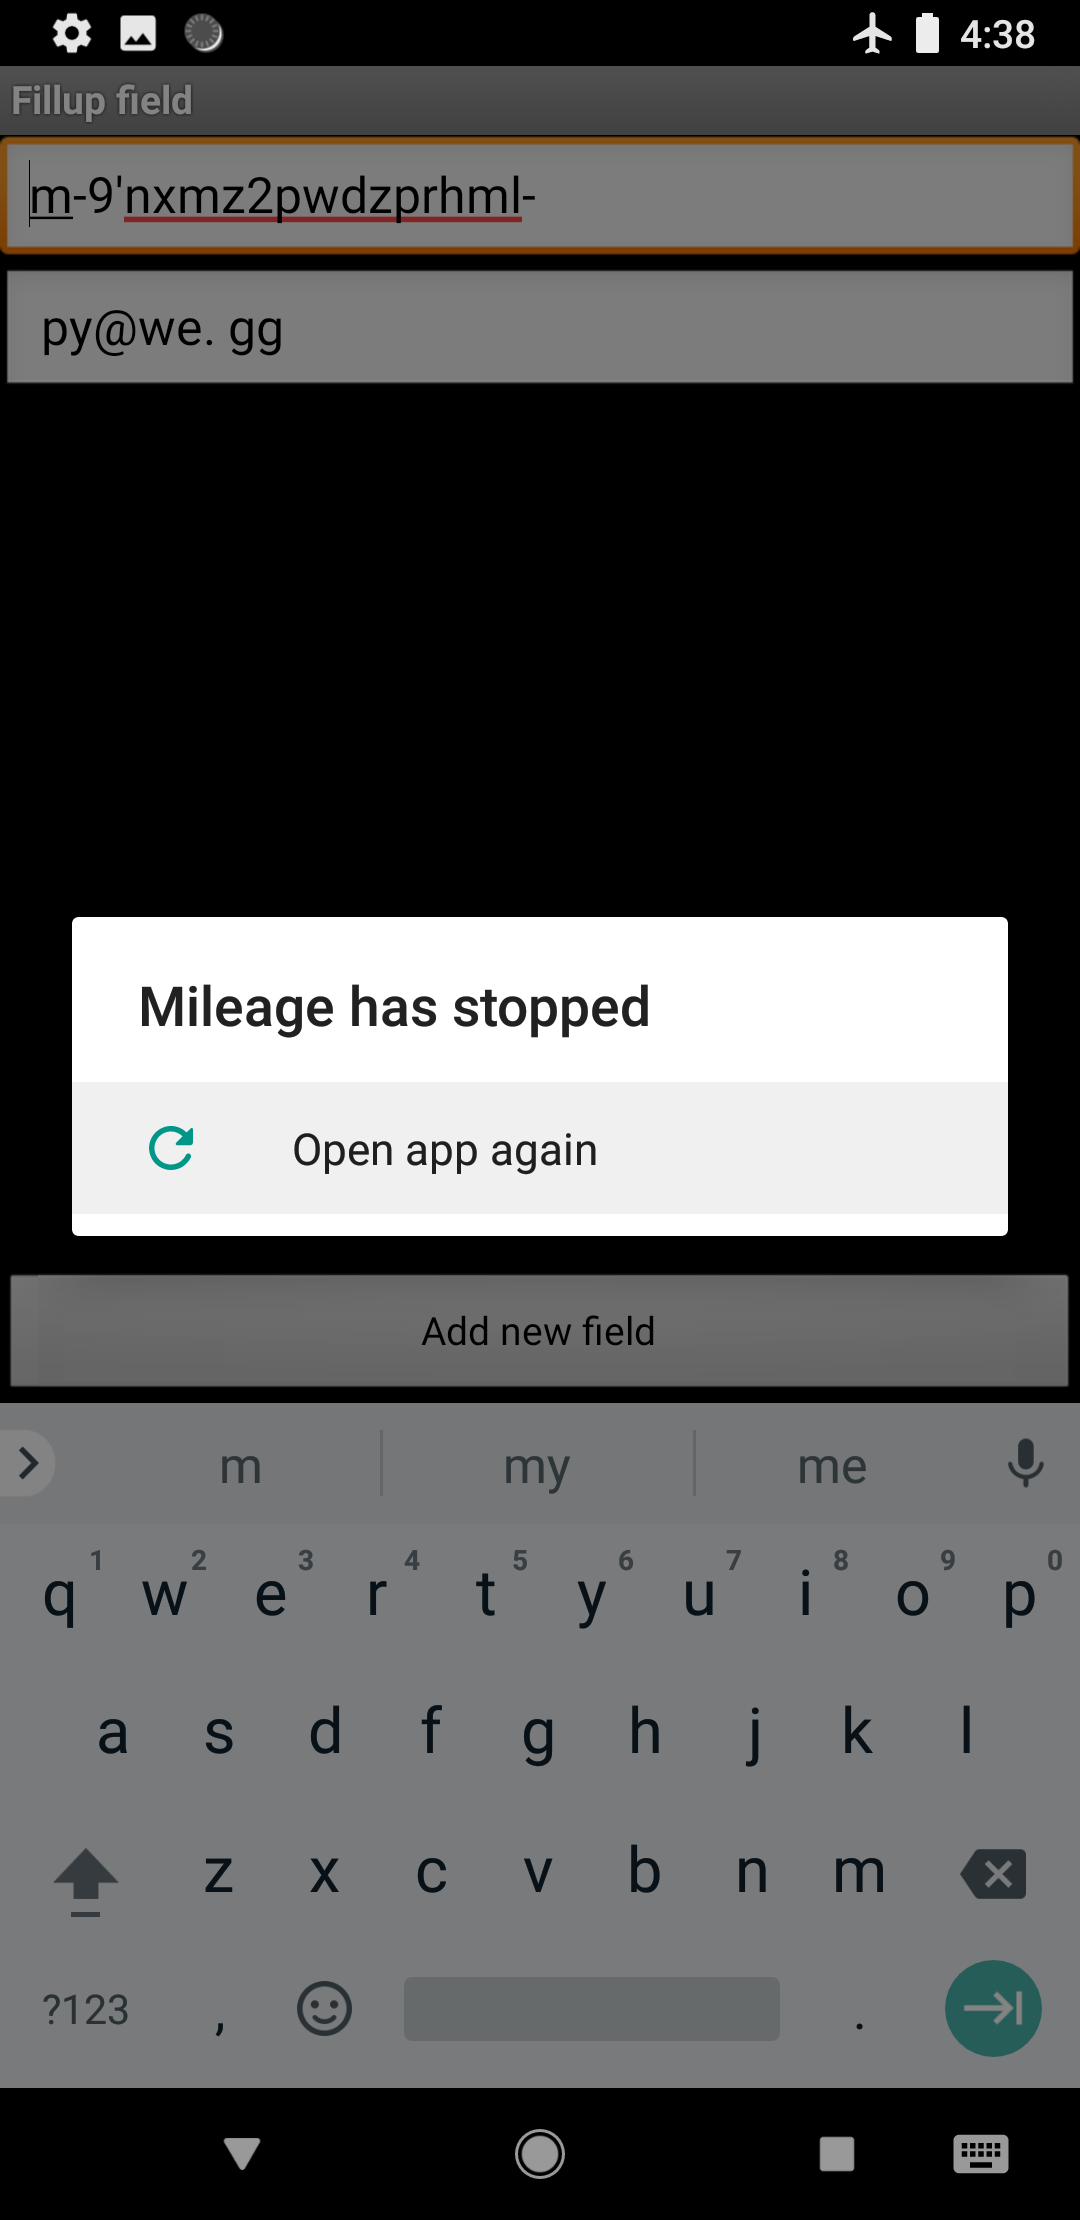 4:38
Fillup field
m-9'nxmz2pwdzprhml-
py@we. gg
Mileage has stopped
Open app again
Add new field
m my me
1 2 3 4 5 6 7 8 9 0
q w e r t y u i o p
a s d f g h j k l
z x c v b n m
?123 , .